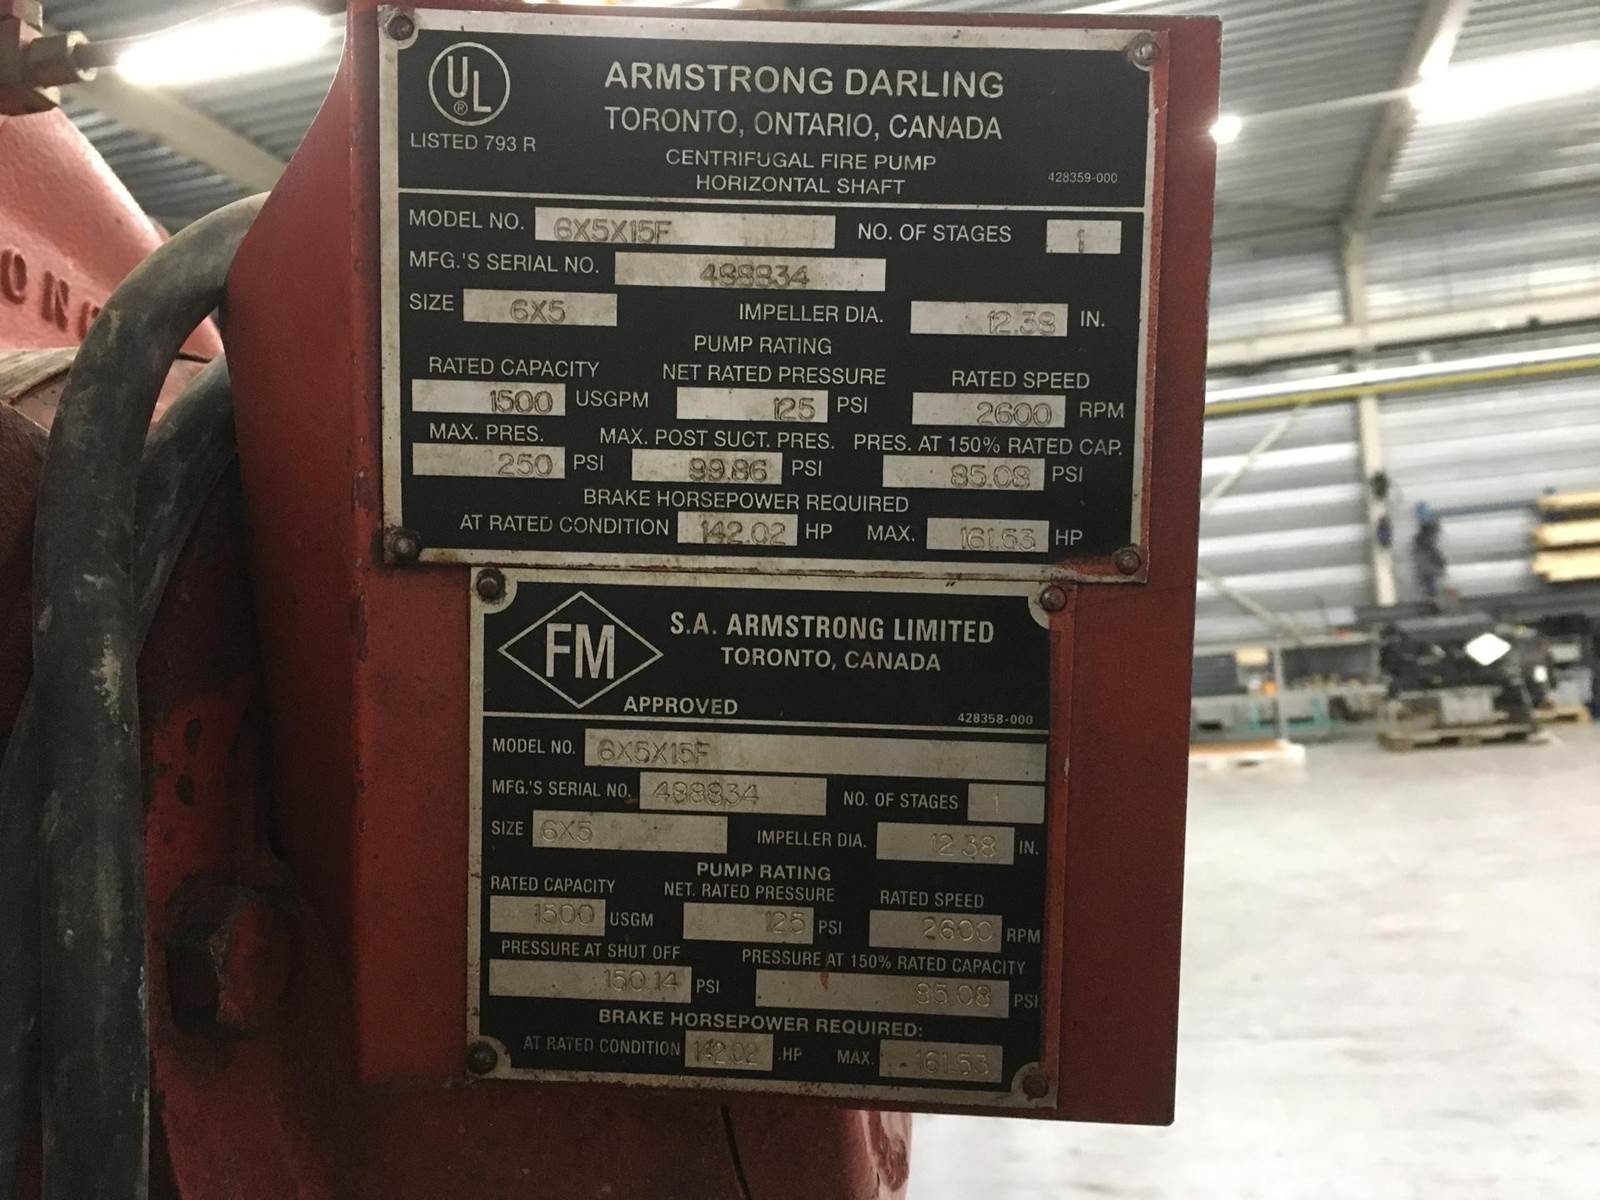 UL
®
LISTED 793 R
ARMSTRONG DARLING
TORONTO, ONTARIO, CANADA
CENTRIFUGAL FIRE PUMP
HORIZONTAL SHAFT
428359-000
MODEL NO. 6X5X15F NO. OF STAGES 1
MFG.'S SERIAL NO. 488834
SIZE 6X5 IMPELLER DIA. 12.38 IN.
PUMP RATING
RATED CAPACITY NET RATED PRESSURE RATED SPEED
1500 USGPM 125 PSI 2600 RPM
MAX. PRES. MAX. POST SUCT. PRES. PRES. AT 150% RATED CAP.
250 PSI 99.86 PSI 85.08 PSI
BRAKE HORSEPOWER REQUIRED
AT RATED CONDITION 142.02 HP MAX. 161.53 HP
FM
APPROVED
S.A. ARMSTRONG LIMITED
TORONTO, CANADA
428358-000
MODEL NO. 6X5X15F
MFG.'S SERIAL NO. 488834 NO. OF STAGES 1
SIZE 6X5 IMPELLER DIA. 12.38 IN.
PUMP RATING
RATED CAPACITY NET. RATED PRESSURE RATED SPEED
1500 USGM 125 PSI 2600 RPM
PRESSURE AT SHUT OFF PRESSURE AT 150% RATED CAPACITY
150.14 PSI 85.08 PSI
BRAKE HORSEPOWER REQUIRED:
AT RATED CONDITION 142.02 .HP MAX. 161.53